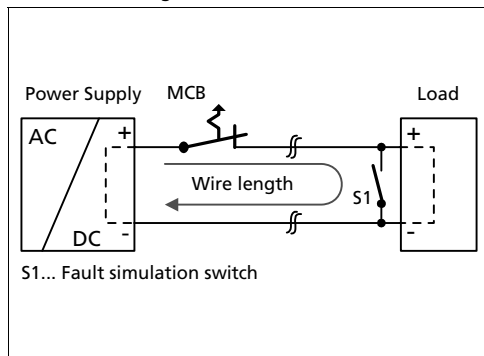 Power Supply MCB Load
AC + +
Wire length
S1
DC - -
S1... Fault simulation switch